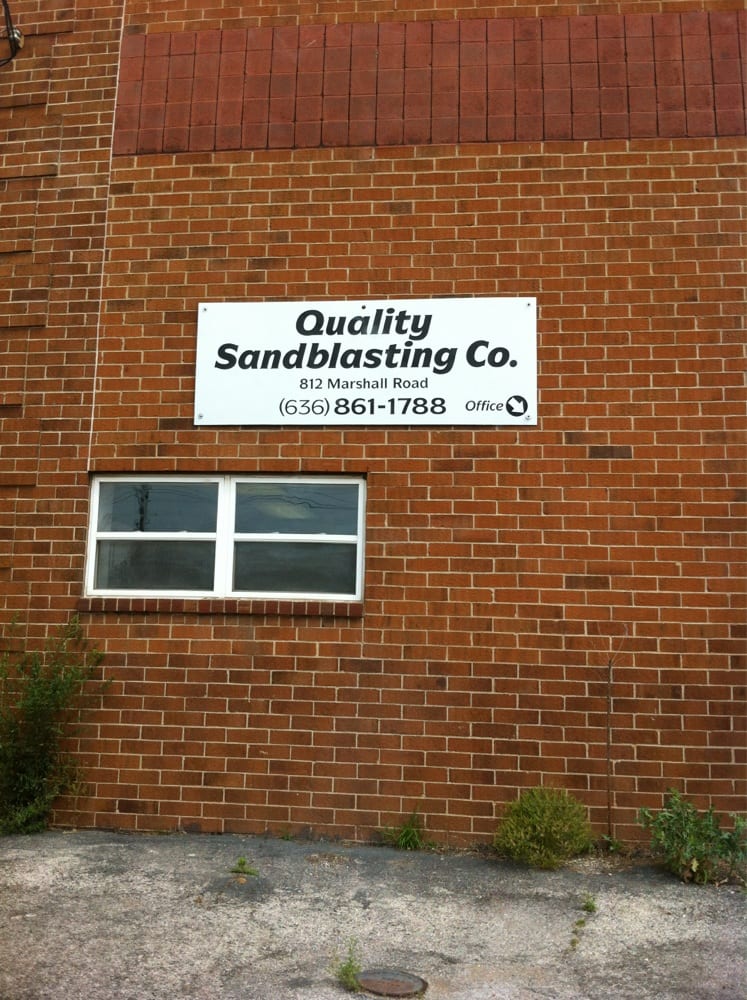 Quality
Sandblasting Co.
812 Marshall Road
(636) 861-1788 Office